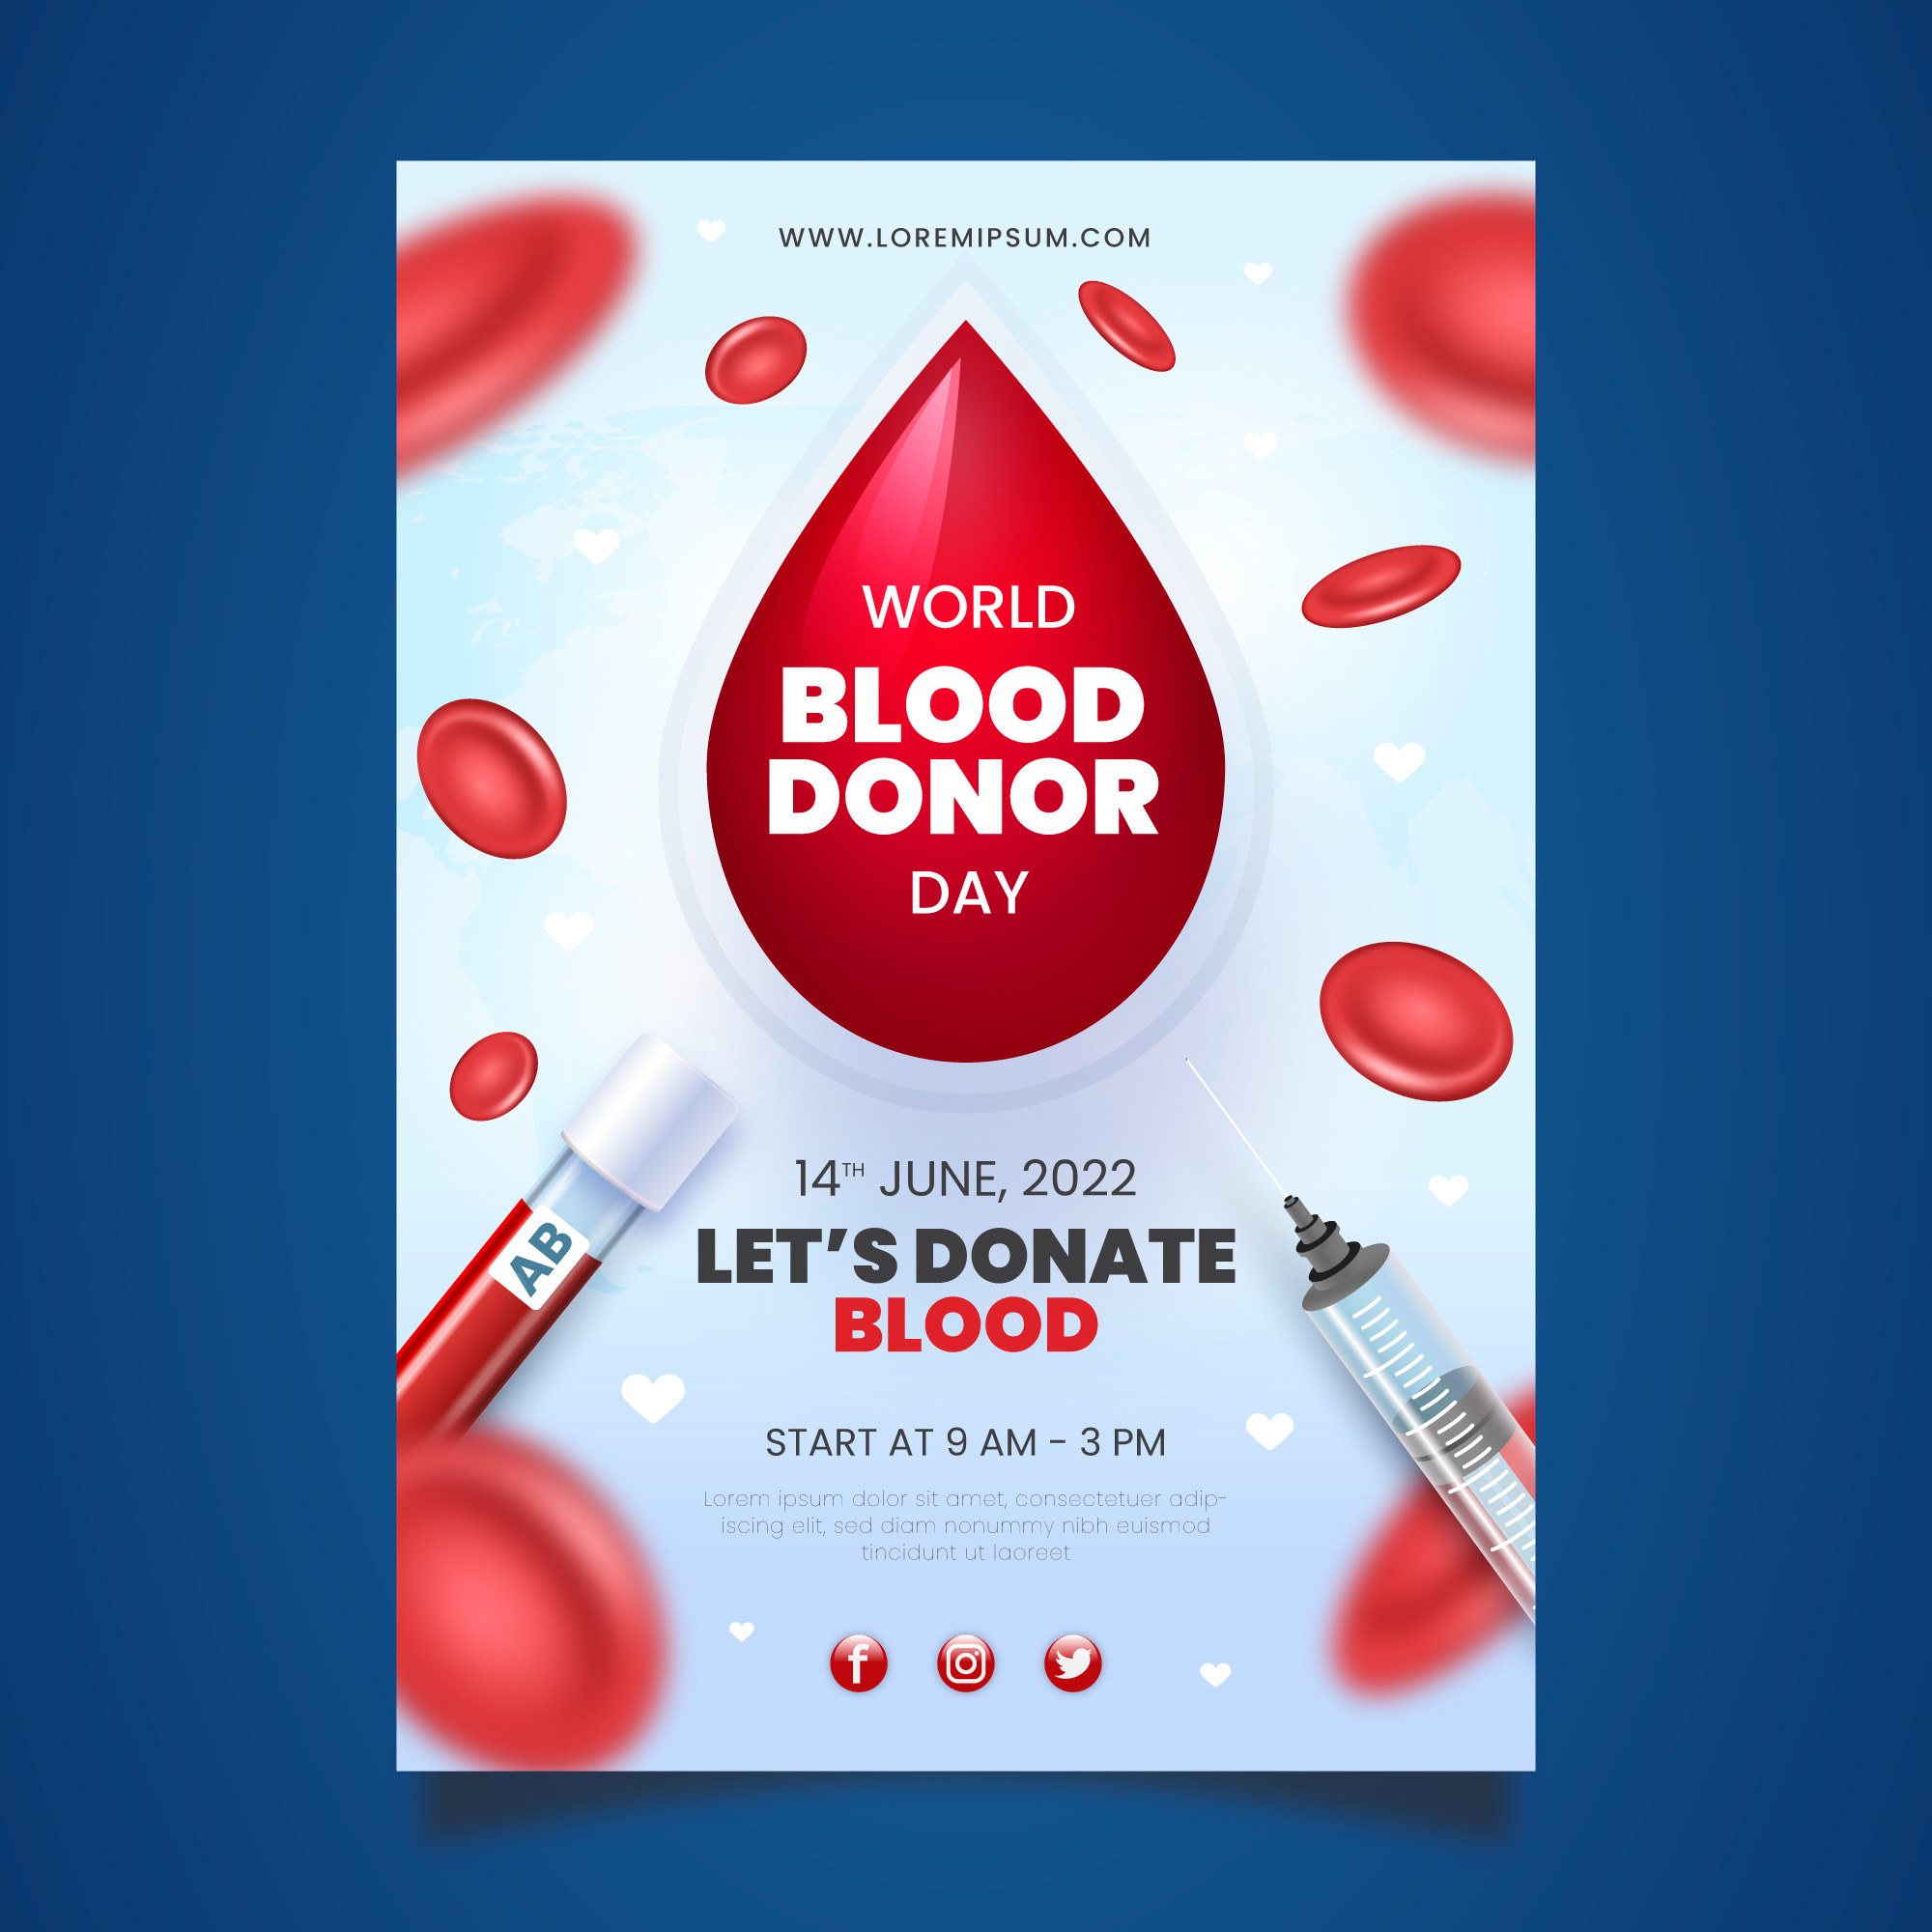 WWW.LOREMIPSUM.COM
WORLD
BLOOD
DONOR
DAY
14TH JUNE, 2022
LET'S DONATE
BLOOD
AB
START AT 9 AM - 3 PM
Lorem ipsum dolor sit amet, consectetuer adip-
iscing elit, sed diam nonummy nibh euismod
tincidunt ut laoreet